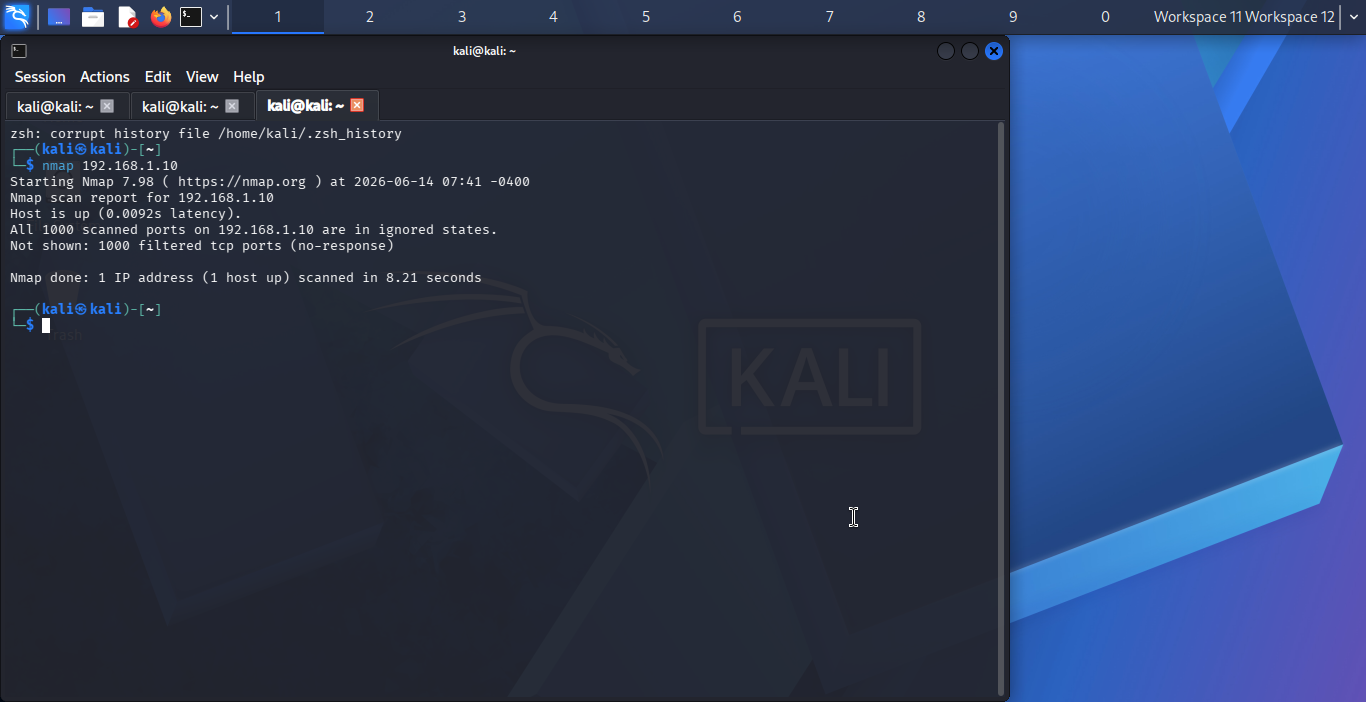 1 2 3 4 5 6 7 8 9 0 Workspace 11 Workspace 12
kali@kali: ~
Session Actions Edit View Help
kali@kali: ~ kali@kali: ~ kali@kali: ~
zsh: corrupt history file /home/kali/.zsh_history
┌──(kali㉿kali)-[~]
└─$ nmap 192.168.1.10
Starting Nmap 7.98 ( https://nmap.org ) at 2026-06-14 07:41 -0400
Nmap scan report for 192.168.1.10
Host is up (0.0092s latency).
All 1000 scanned ports on 192.168.1.10 are in ignored states.
Not shown: 1000 filtered tcp ports (no-response)
Nmap done: 1 IP address (1 host up) scanned in 8.21 seconds
┌──(kali㉿kali)-[~]
└─$
Trash
KALI